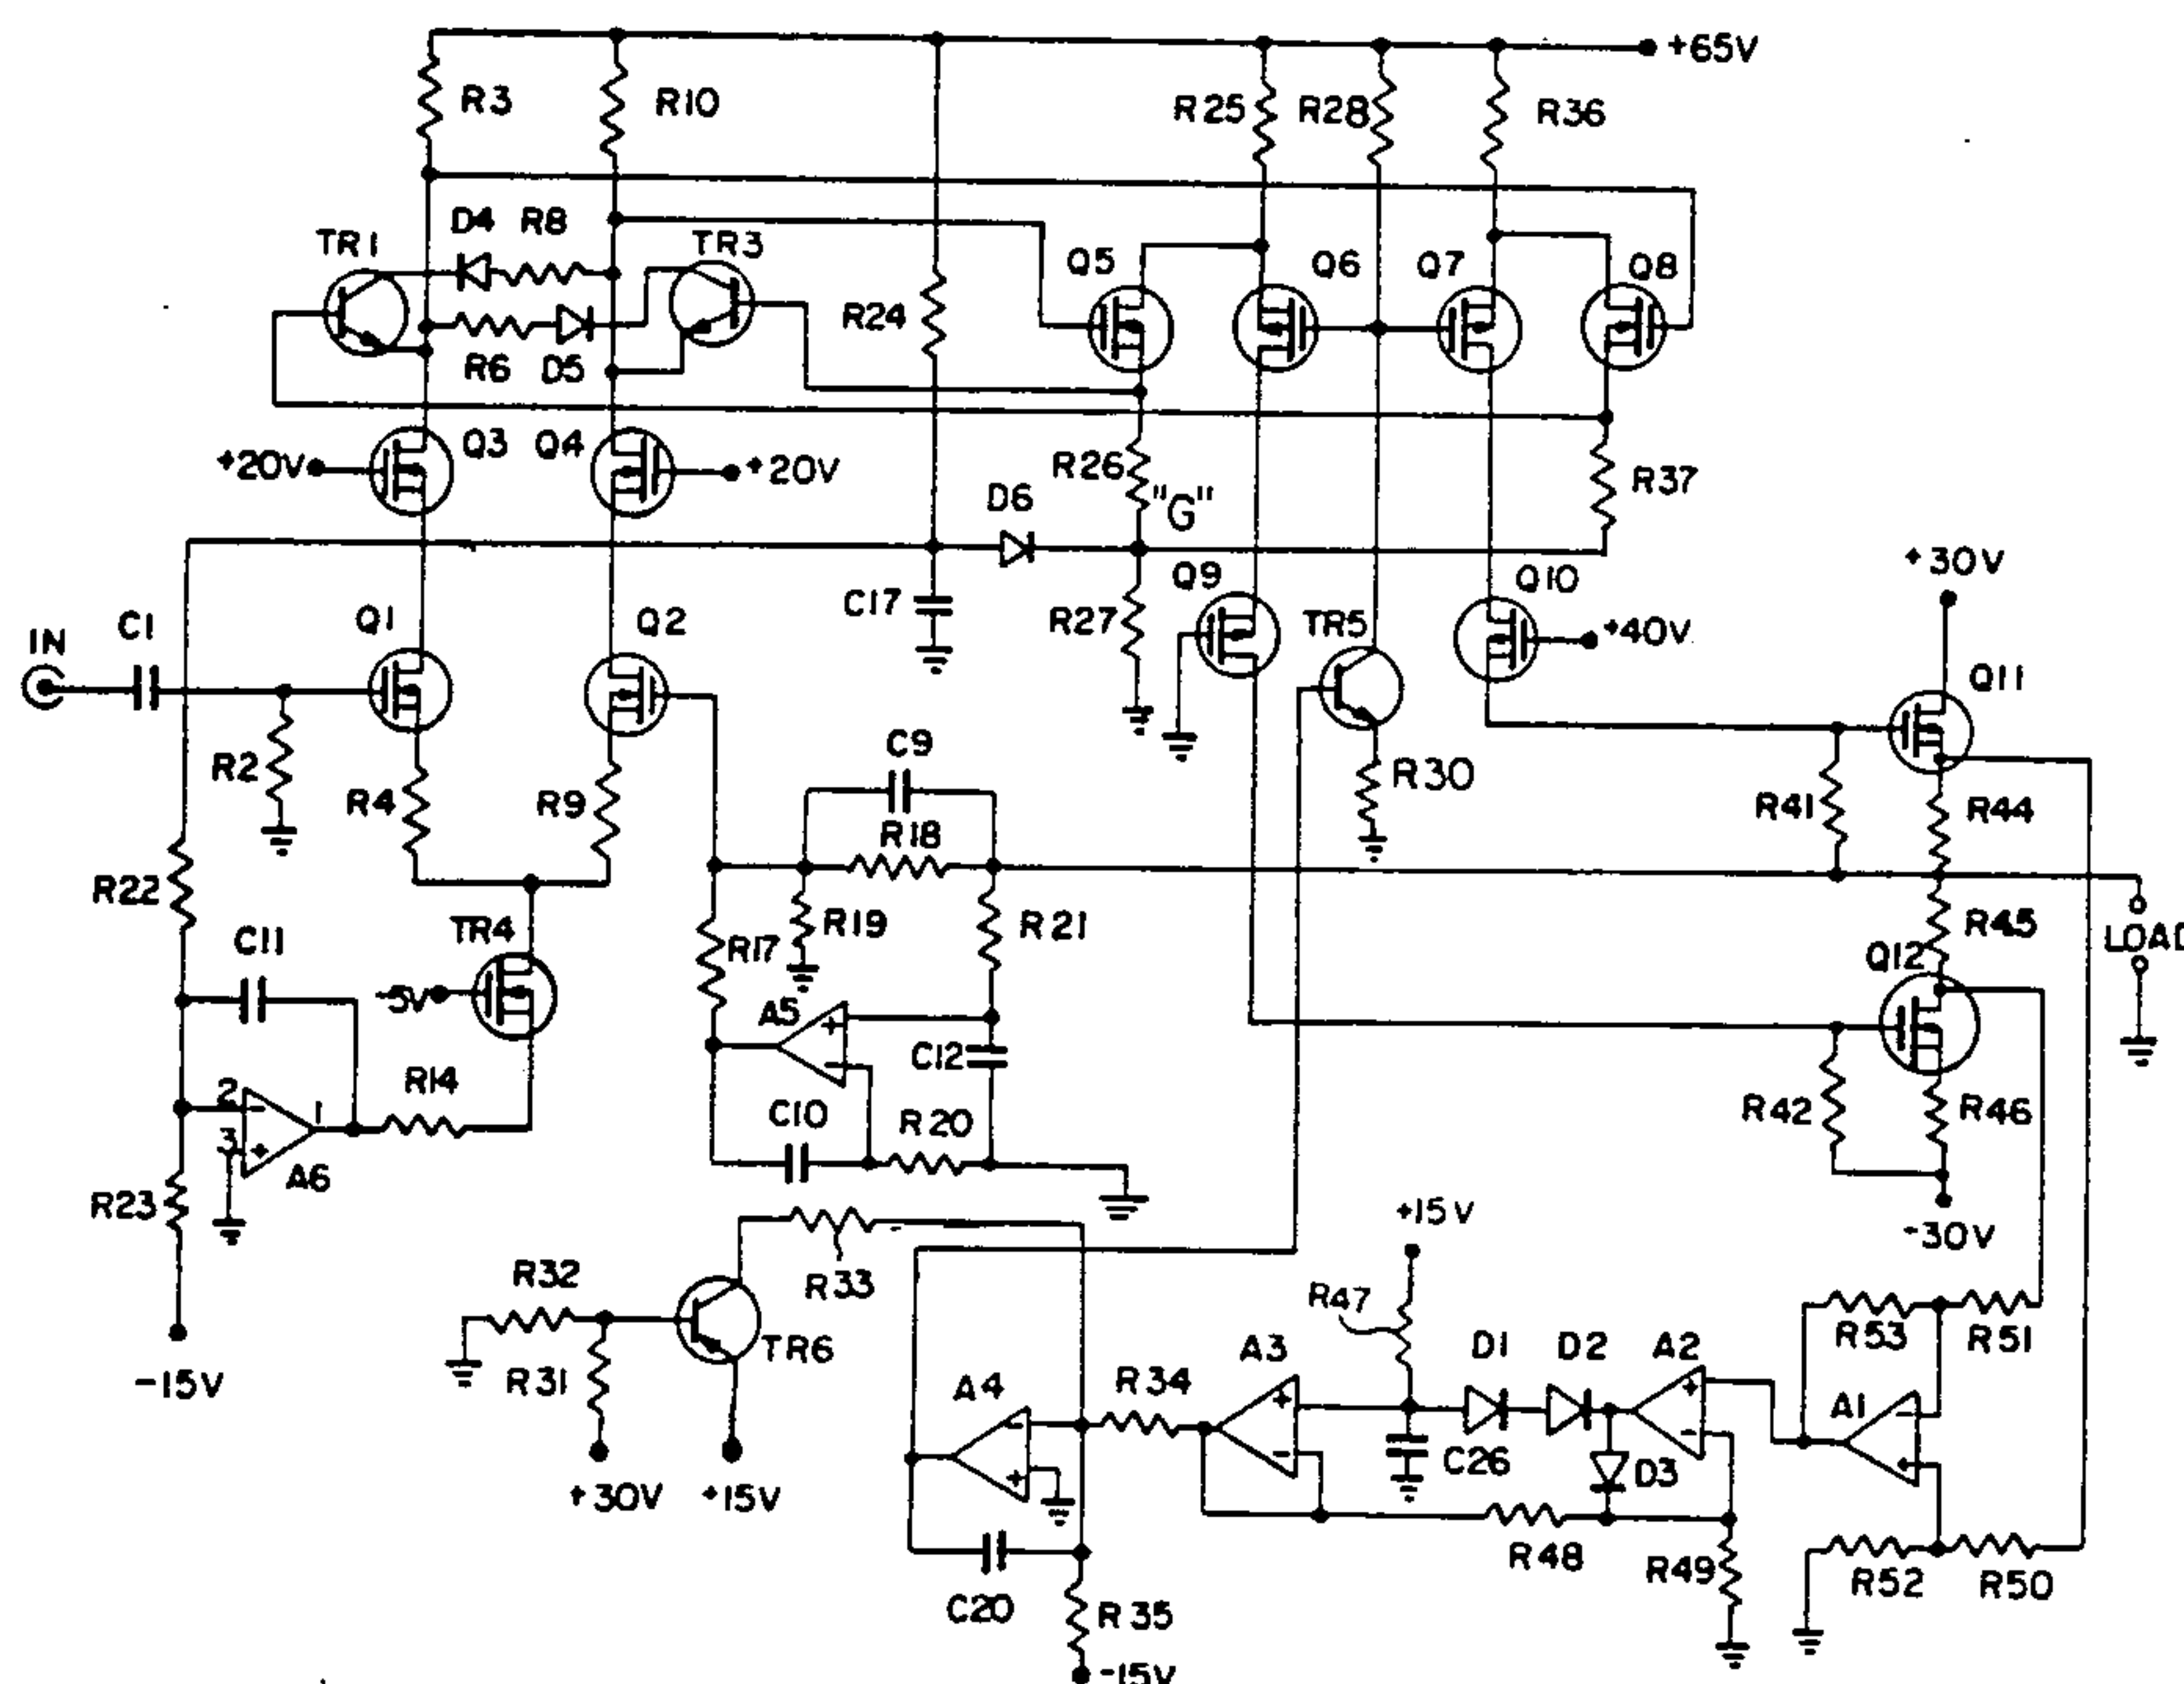 +65V
R3 R10 R25 R28 R36
D4 R8
TR1 TR3 Q5 Q6 Q7 Q8
R24
R6 D5
+20V Q3 Q4 +20V R26 R37
D6 "G"
+30V
C17 R27 Q9 TR5 Q10 +40V
IN C1 Q1 Q2 Q11
R2 R4 R9 C9 R30 R41 R44
R18
R22 R19 R21 R45 LOAD
C11 TR4 R17 Q12
-5V A5 + -
C12
R14 C10 R20 R42 R46
2 - 1
3 + A6
R23
-30V
-15V
R33
+15V
R32 R47
R31 TR6 A4 - + R34 A3 + - D1 D2 A2 + - R53 R51
A1 - +
C26 D3
+30V +15V
R48 R49 R52 R50
C20 R35
-15V